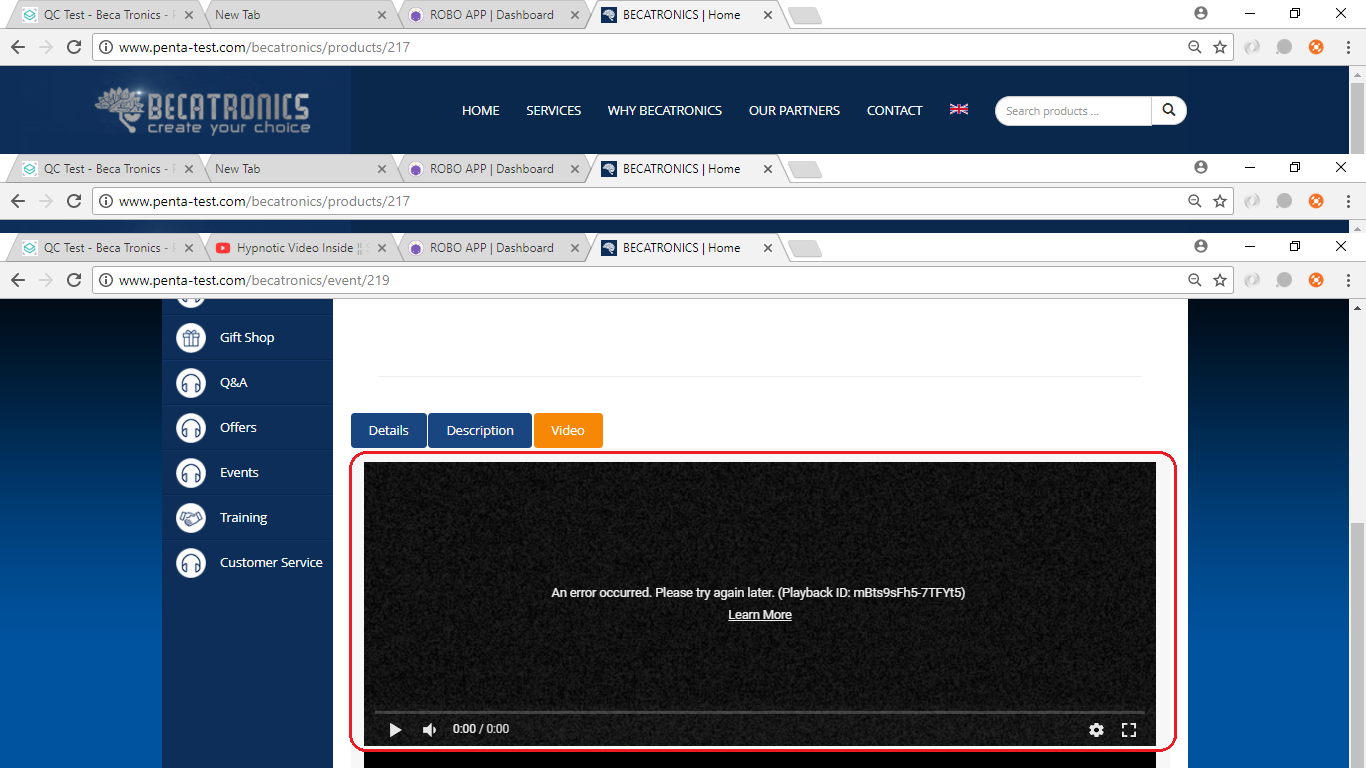 QC Test - Beca Tronics - New Tab ROBO APP | Dashboard BECATRONICS | Home
www.penta-test.com/becatronics/products/217
BECATRONICS
create your choice
HOME SERVICES WHY BECATRONICS OUR PARTNERS CONTACT Search products ...
QC Test - Beca Tronics - New Tab ROBO APP | Dashboard BECATRONICS | Home
www.penta-test.com/becatronics/products/217
QC Test - Beca Tronics - Hypnotic Video Inside || ROBO APP | Dashboard BECATRONICS | Home
www.penta-test.com/becatronics/event/219
Gift Shop
Q&A
Offers
Events
Training
Customer Service
Details Description Video
An error occurred. Please try again later. (Playback ID: mBts9sFh5-7TFYt5)
Learn More
0:00 / 0:00